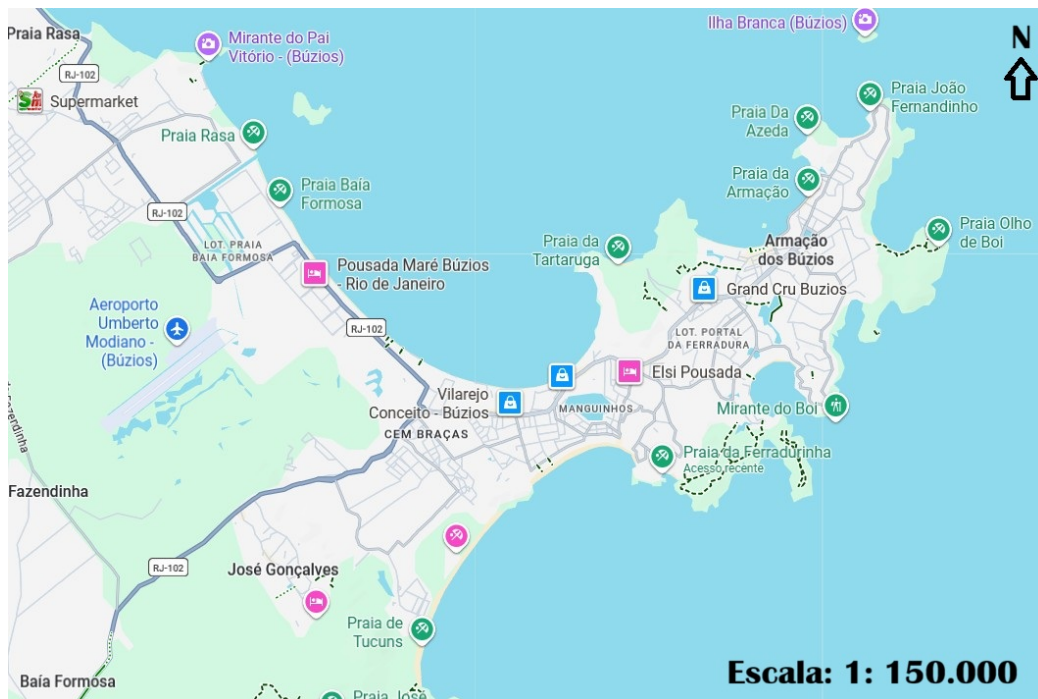 Praia Rasa
Mirante do Pai
Vitório - (Búzios)
Ilha Branca (Búzios)
N
RJ-102
Supermarket
Praia Rasa
Praia João
Fernandinho
Praia Da
Azeda
Praia da
Armação
Praia Baía
Formosa
RJ-102
LOT. PRAIA
BAIA FORMOSA
Praia da
Tartaruga
Armação
dos Búzios
Praia Olho
de Boi
Pousada Maré Búzios
- Rio de Janeiro
Grand Cru Buzios
Aeroporto
Umberto
Modiano -
(Búzios)
RJ-102
LOT. PORTAL
DA FERRADURA
Elsi Pousada
Vilarejo
Conceito - Búzios
MANGUINHOS
Mirante do Boi
CEM BRAÇAS
Praia da Ferradurinha
Acesso recente
Fazendinha
Fazendinha
RJ-102
José Gonçalves
Praia de
Tucuns
Baía Formosa
Praia José
Escala: 1: 150.000